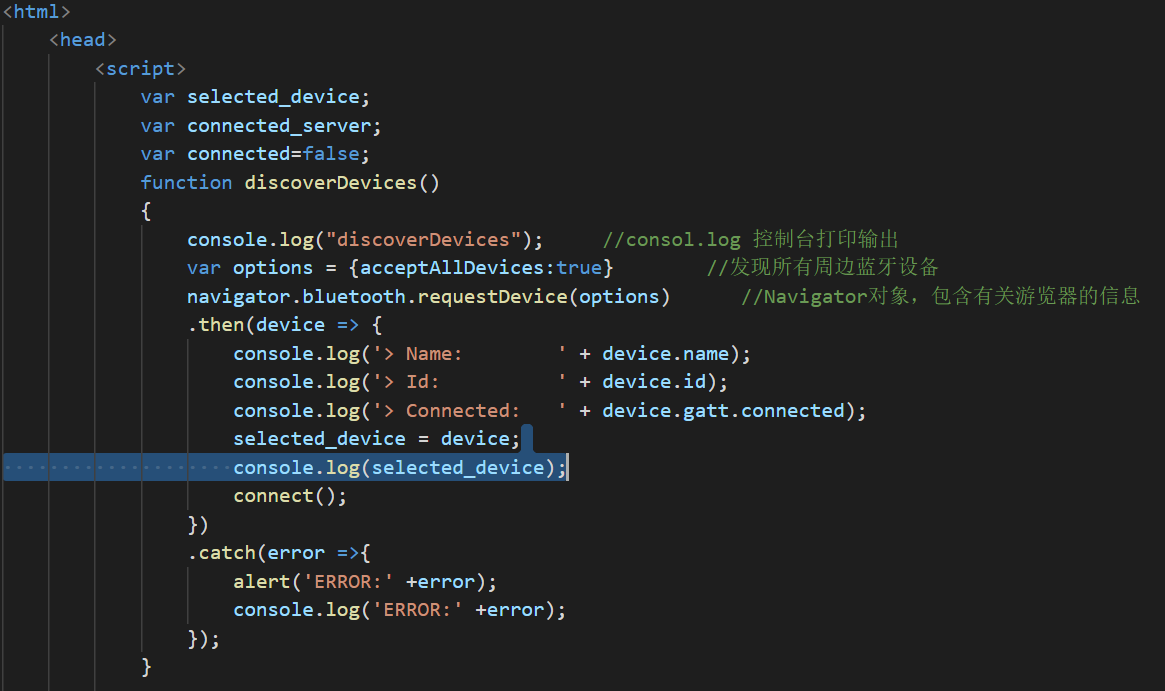 <html>
<head>
<script>
var selected_device;
var connected_server;
var connected=false;
function discoverDevices()
{
console.log("discoverDevices");     //consol.log 控制台打印输出
var options = {acceptAllDevices:true}        //发现所有周边蓝牙设备
navigator.bluetooth.requestDevice(options)      //Navigator对象，包含有关游览器的信息
.then(device => {
console.log('> Name:        ' + device.name);
console.log('> Id:          ' + device.id);
console.log('> Connected:   ' + device.gatt.connected);
selected_device = device;
console.log(selected_device);
connect();
})
.catch(error =>{
alert('ERROR:' +error);
console.log('ERROR:' +error);
});
}